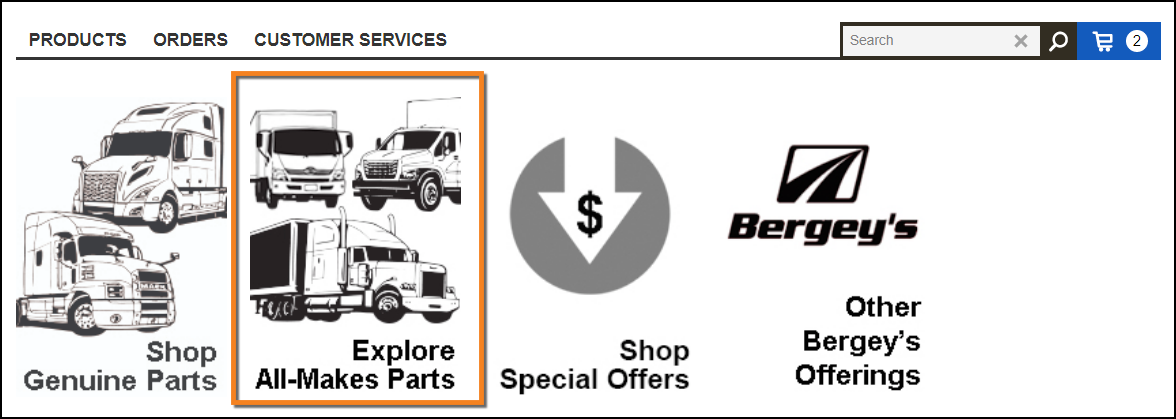 PRODUCTS ORDERS CUSTOMER SERVICES Search 2
MACK
$
Bergey's
Shop
Genuine Parts
Explore
All-Makes Parts
Shop
Special Offers
Other
Bergey’s
Offerings